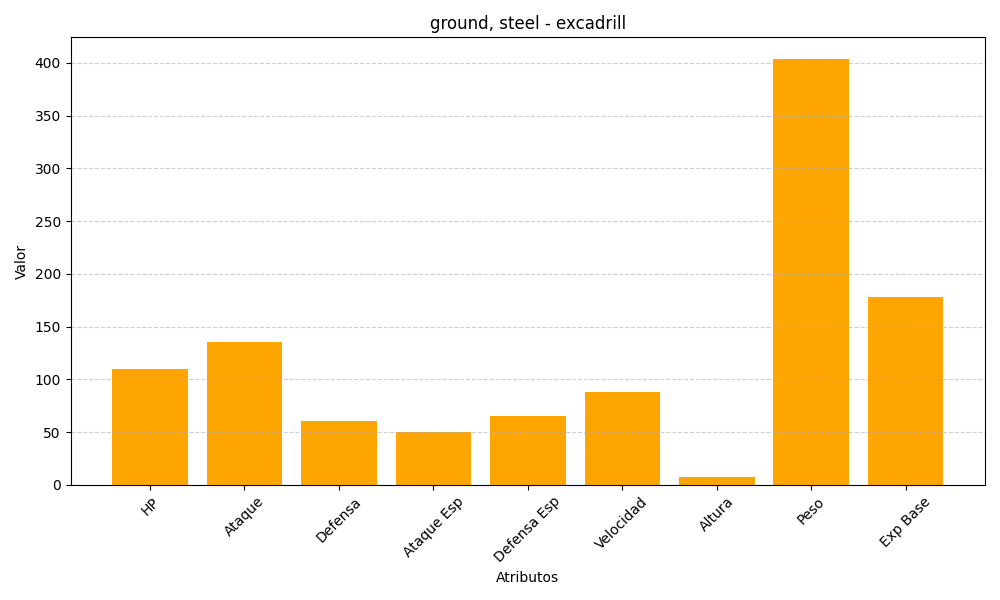 ground, steel - excadrill
Valor
400
350
300
250
200
150
100
50
0
HP
Ataque
Defensa
Ataque Esp
Defensa Esp
Velocidad
Altura
Peso
Exp Base
Atributos